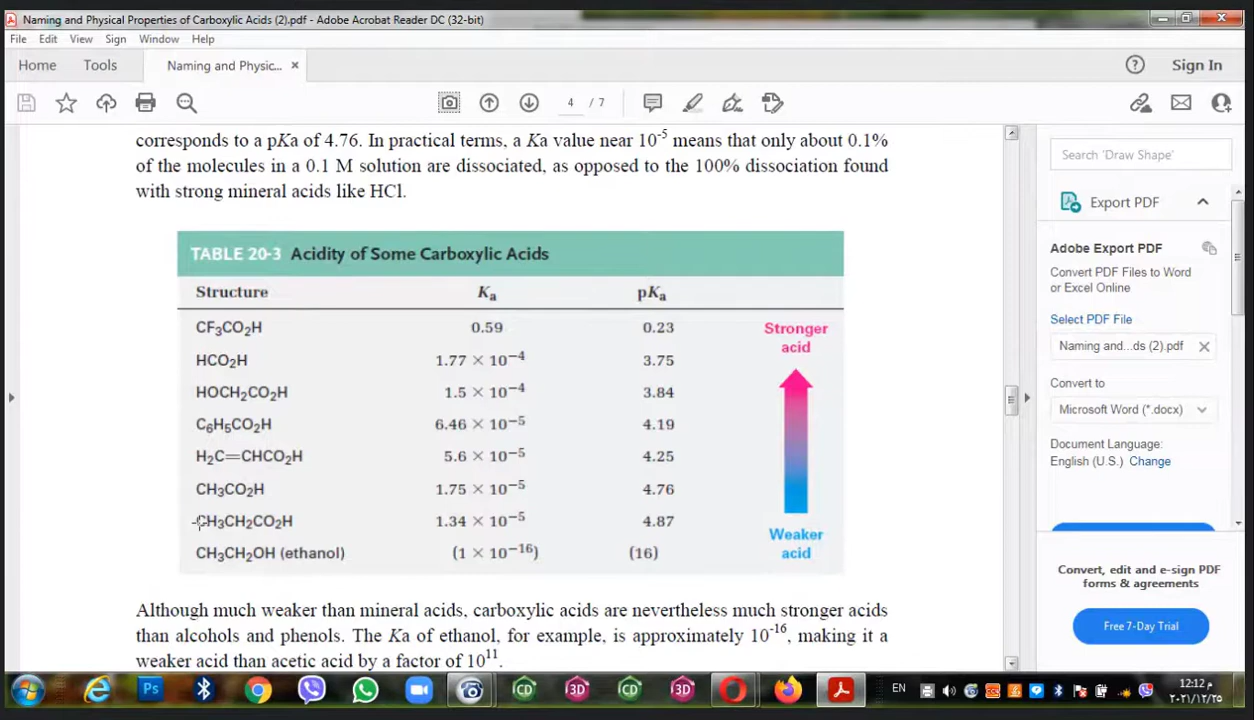 Naming and Physical Properties of Carboxylic Acids (2).pdf - Adobe Acrobat Reader DC (32-bit)
File Edit View Sign Window Help
Home Tools Naming and Physic... × Sign In
4 / 7
corresponds to a pKa of 4.76. In practical terms, a Ka value near 10⁻⁵ means that only about 0.1%
of the molecules in a 0.1 M solution are dissociated, as opposed to the 100% dissociation found
with strong mineral acids like HCl.
TABLE 20-3 Acidity of Some Carboxylic Acids
Structure Kₐ pKₐ
CF₃CO₂H 0.59 0.23
HCO₂H 1.77 × 10⁻⁴ 3.75
HOCH₂CO₂H 1.5 × 10⁻⁴ 3.84
C₆H₅CO₂H 6.46 × 10⁻⁵ 4.19
H₂C=CHCO₂H 5.6 × 10⁻⁵ 4.25
CH₃CO₂H 1.75 × 10⁻⁵ 4.76
CH₃CH₂CO₂H 1.34 × 10⁻⁵ 4.87
CH₃CH₂OH (ethanol) (1 × 10⁻¹⁶) (16)
Stronger
acid
Weaker
acid
Although much weaker than mineral acids, carboxylic acids are nevertheless much stronger acids
than alcohols and phenols. The Ka of ethanol, for example, is approximately 10⁻¹⁶, making it a
weaker acid than acetic acid by a factor of 10¹¹.
Search 'Draw Shape'
Export PDF
Adobe Export PDF
Convert PDF Files to Word
or Excel Online
Select PDF File
Naming and...ds (2).pdf ×
Convert to
Microsoft Word (*.docx)
Document Language:
English (U.S.) Change
Convert, edit and e-sign PDF
forms & agreements
Free 7-Day Trial
Ps CD 3D CD 3D
EN
12:12 م
٢٠٢١/١٢/٢٥